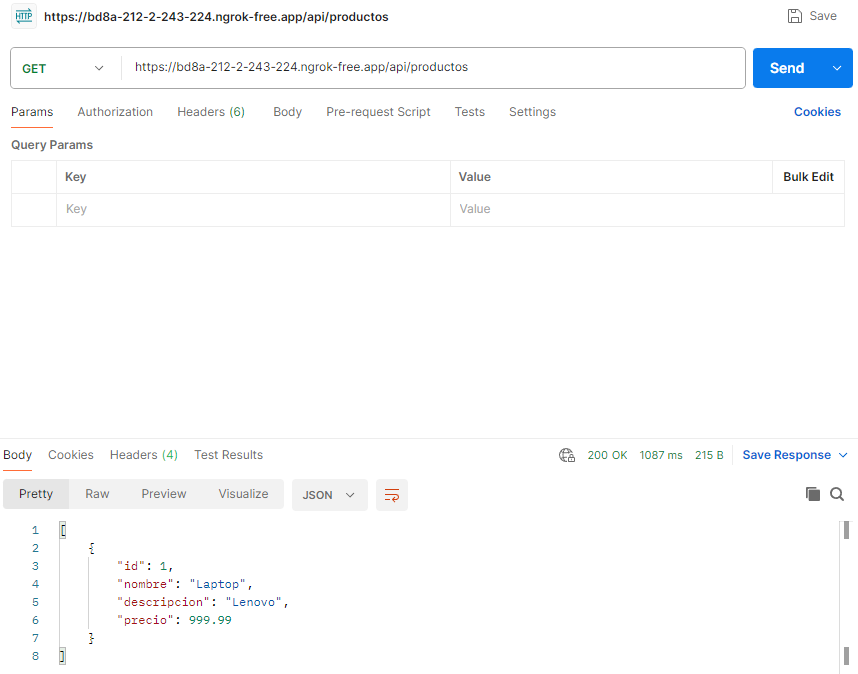 HTTP https://bd8a-212-2-243-224.ngrok-free.app/api/productos Save
GET https://bd8a-212-2-243-224.ngrok-free.app/api/productos Send
Params Authorization Headers (6) Body Pre-request Script Tests Settings Cookies
Query Params
Key Value Bulk Edit
Key Value
Body Cookies Headers (4) Test Results 200 OK 1087 ms 215 B Save Response
Pretty Raw Preview Visualize JSON
1 [
2 {
3 "id": 1,
4 "nombre": "Laptop",
5 "descripcion": "Lenovo",
6 "precio": 999.99
7 }
8 ]